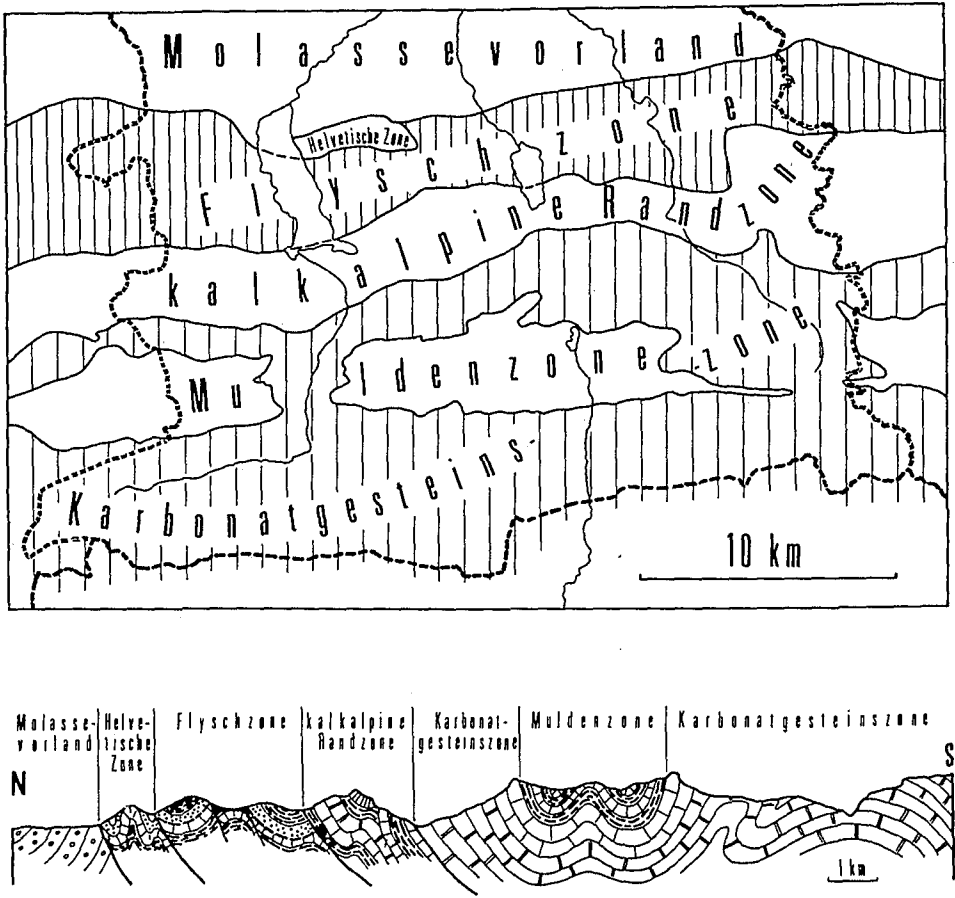 Molassevorland
Helvetische Zone
Flyschzone
kalkalpine Randzone
Muldenzone
Karbonatgesteins-
-zone
10 km
Molasse-
vorland
Helve-
tische
Zone
Flyschzone
kalkalpine
Randzone
Karbonat-
gesteinszone
Muldenzone
Karbonatgesteinszone
N
S
1 km